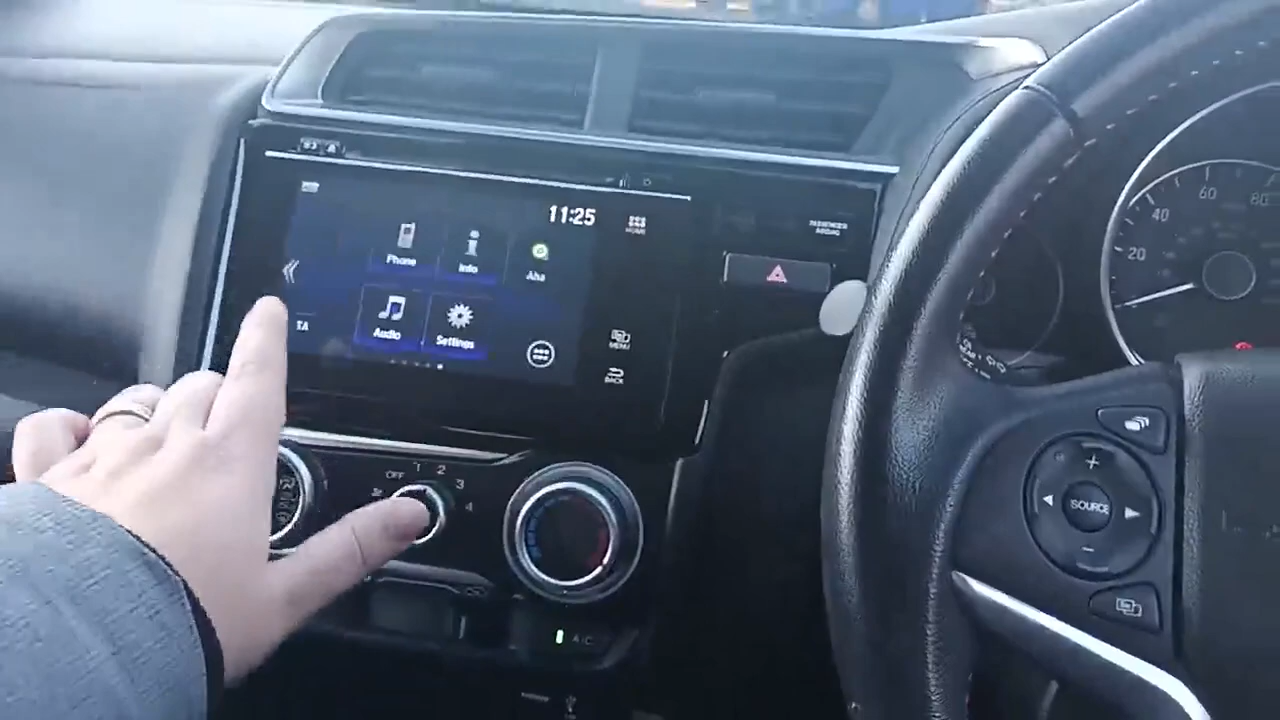 11:25
HOME
Phone
Info
Aha
TA
Audio
Settings
MENU
BACK
PASSENGER
AIRBAG
20
40
60
80
OFF
1
2
3
4
+
SOURCE
-
A/C